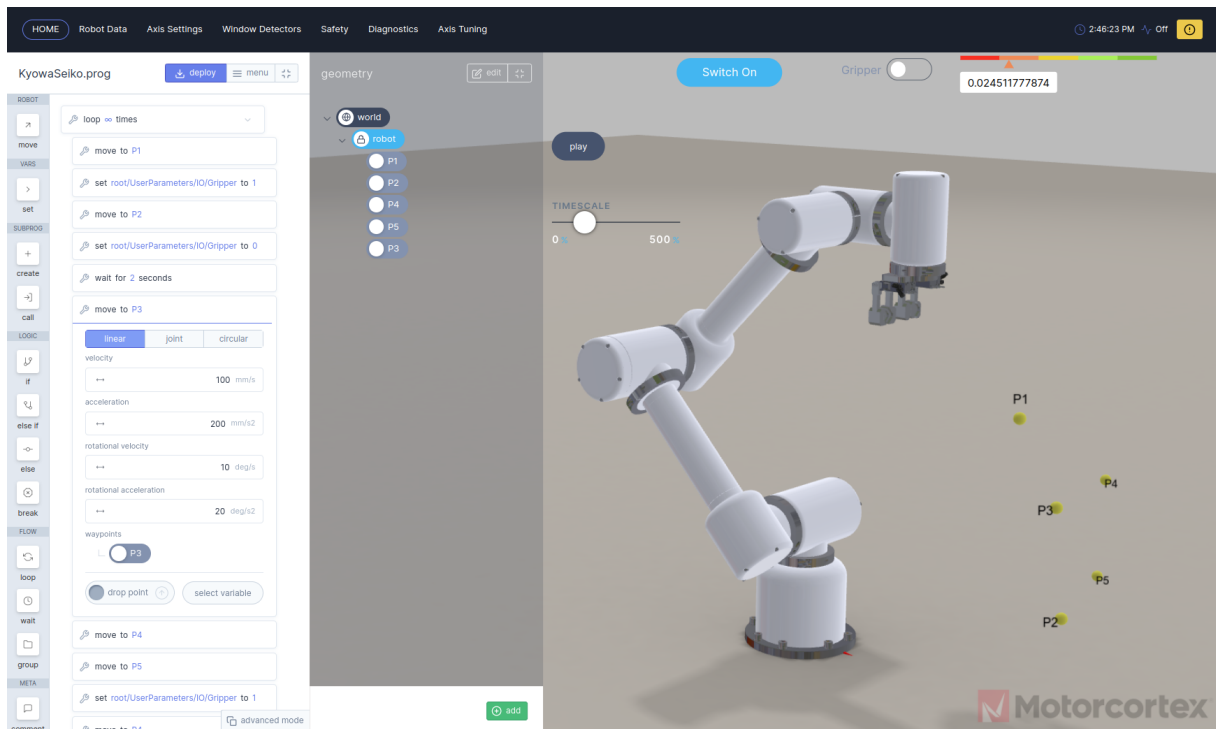 HOME Robot Data Axis Settings Window Detectors Safety Diagnostics Axis Tuning 2:46:23 PM Off
KyowaSeiko.prog deploy menu
ROBOT
move
VARS
set
SUBPROG
create
call
LOGIC
if
else if
else
break
FLOW
loop
wait
group
META
comment
loop ∞ times
move to P1
set root/UserParameters/IO/Gripper to 1
move to P2
set root/UserParameters/IO/Gripper to 0
wait for 2 seconds
move to P3
linear joint circular
velocity
100 mm/s
acceleration
200 mm/s2
rotational velocity
10 deg/s
rotational acceleration
20 deg/s2
waypoints
P3
drop point select variable
move to P4
move to P5
set root/UserParameters/IO/Gripper to 1
move to P4
advanced mode
geometry edit
world
robot
P1
P2
P4
P5
P3
add
Switch On Gripper
0.024511777874
play
TIMESCALE
0 % 500 %
P1
P4
P3
P5
P2
Motorcortex